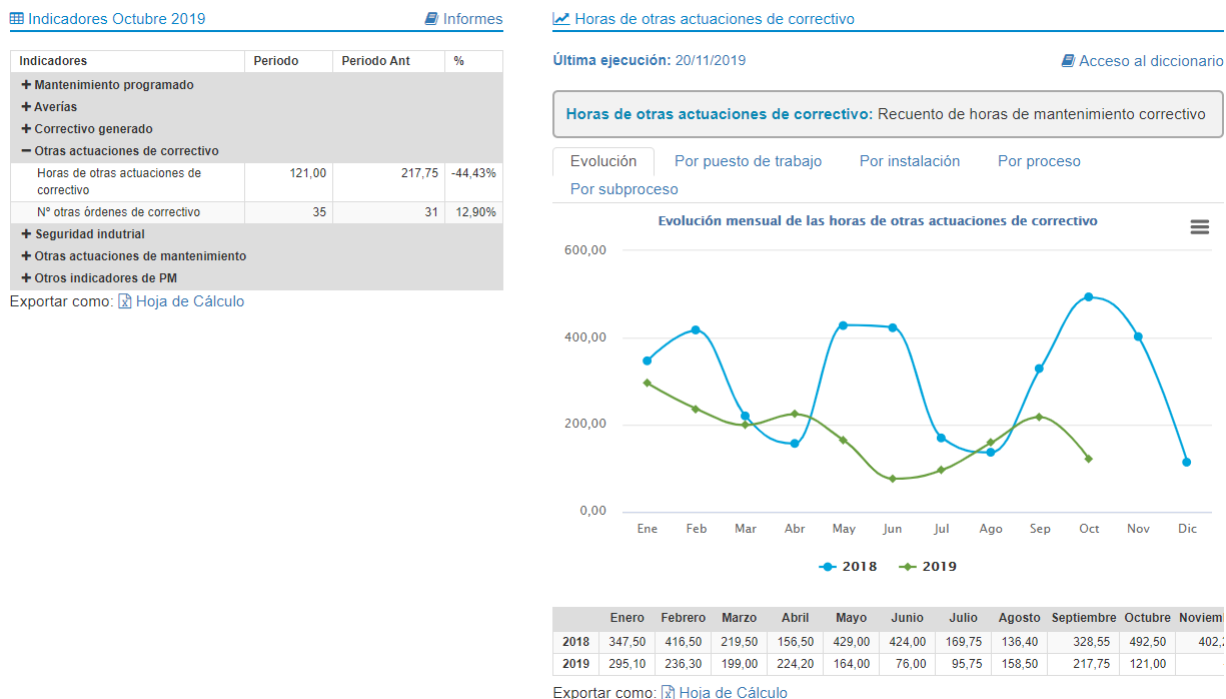 Indicadores Octubre 2019
Informes
Indicadores Periodo Periodo Ant %
Mantenimiento programado
Averías
Correctivo generado
Otras actuaciones de correctivo
Horas de otras actuaciones de
correctivo
121,00 217,75 -44,43%
Nº otras órdenes de correctivo 35 31 12,90%
Seguridad indutrial
Otras actuaciones de mantenimiento
Otros indicadores de PM
Exportar como: Hoja de Cálculo
Horas de otras actuaciones de correctivo
Última ejecución: 20/11/2019
Acceso al diccionario
Horas de otras actuaciones de correctivo: Recuento de horas de mantenimiento correctivo
Evolución Por puesto de trabajo Por instalación Por proceso
Por subproceso
Evolución mensual de las horas de otras actuaciones de correctivo
600,00
400,00
200,00
0,00
Ene Feb Mar Abr May Jun Jul Ago Sep Oct Nov Dic
2018 2019
Enero Febrero Marzo Abril Mayo Junio Julio Agosto Septiembre Octubre
2018 347,50 416,50 219,50 156,50 429,00 424,00 169,75 136,40 328,55 492,50
2019 295,10 236,30 199,00 224,20 164,00 76,00 95,75 158,50 217,75 121,00
Exportar como: Hoja de Cálculo